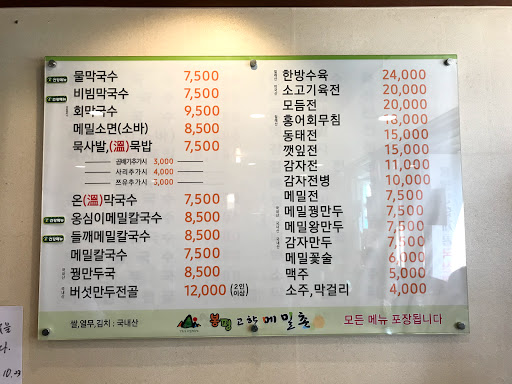 물막국수 7,500
비빔막국수 7,500
회막국수 9,500
메밀소면(소바) 8,500
묵사발,(溫)묵밥 7,500
곱빼기추가시 3,000
사리추가시 4,000
쯔유추가시 3,000
온(溫)막국수 7,500
옹심이메밀칼국수 8,500
들깨메밀칼국수 8,500
메밀칼국수 7,500
꿩만두국 8,500
버섯만두전골 12,000 (2인이상)
한방수육 24,000
소고기육전 20,000
모듬전 20,000
홍어회무침 18,000
동태전 15,000
깻잎전 15,000
감자전 11,000
감자전병 10,000
메밀전 7,500
메밀꿩만두 7,500
메밀왕만두 7,500
감자만두 7,500
메밀꽃술 6,000
맥주 5,000
소주,막걸리 4,000
쌀,열무,김치 : 국내산
봉평 고향 메밀촌
모든 메뉴 포장됩니다